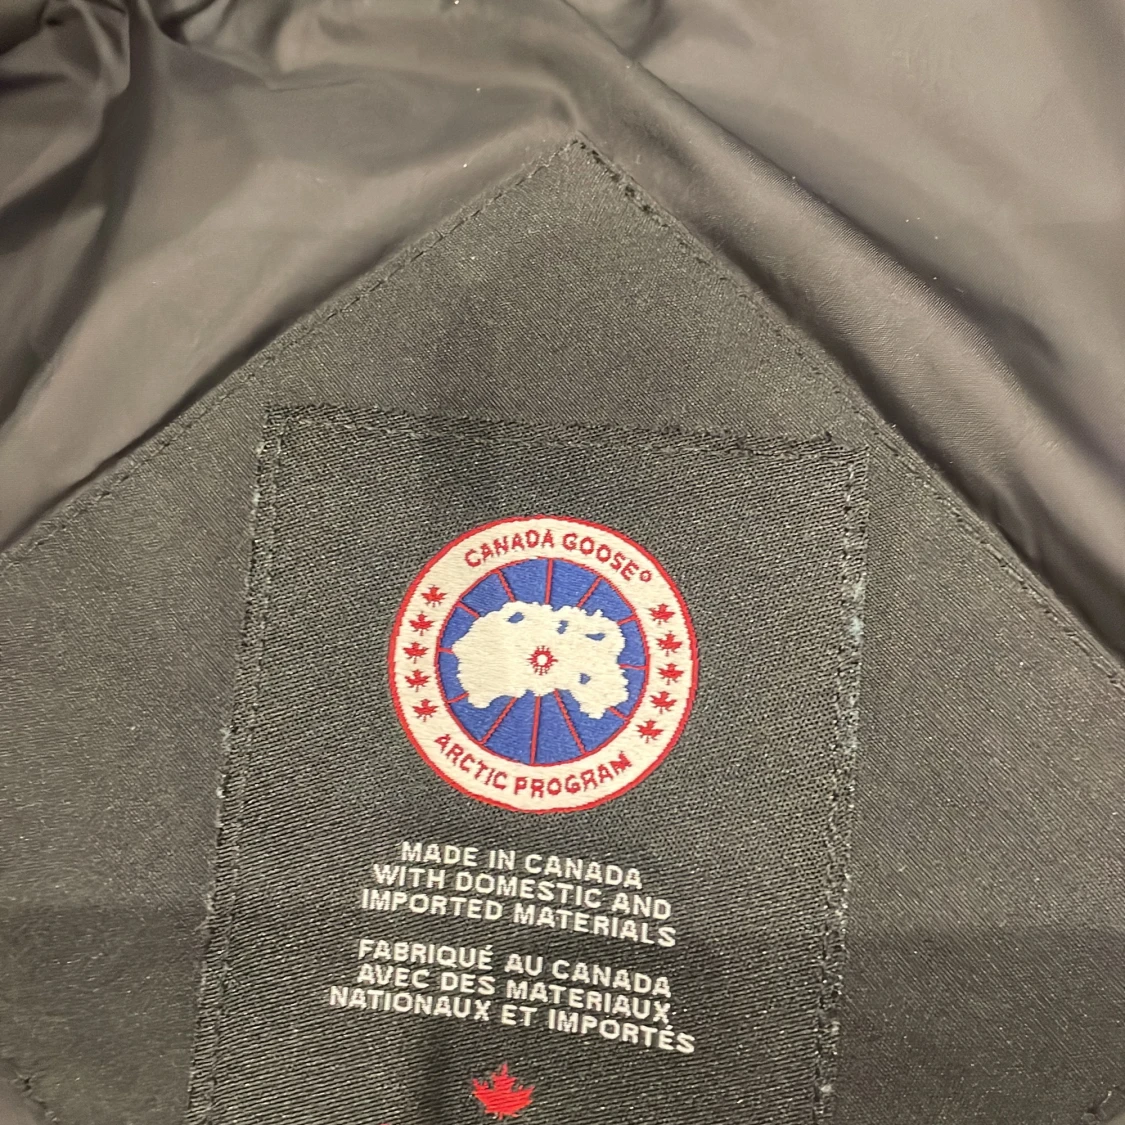 CANADA GOOSE®
ARCTIC PROGRAM
MADE IN CANADA
WITH DOMESTIC AND
IMPORTED MATERIALS
FABRIQUÉ AU CANADA
AVEC DES MATERIAUX
NATIONAUX ET IMPORTÉS